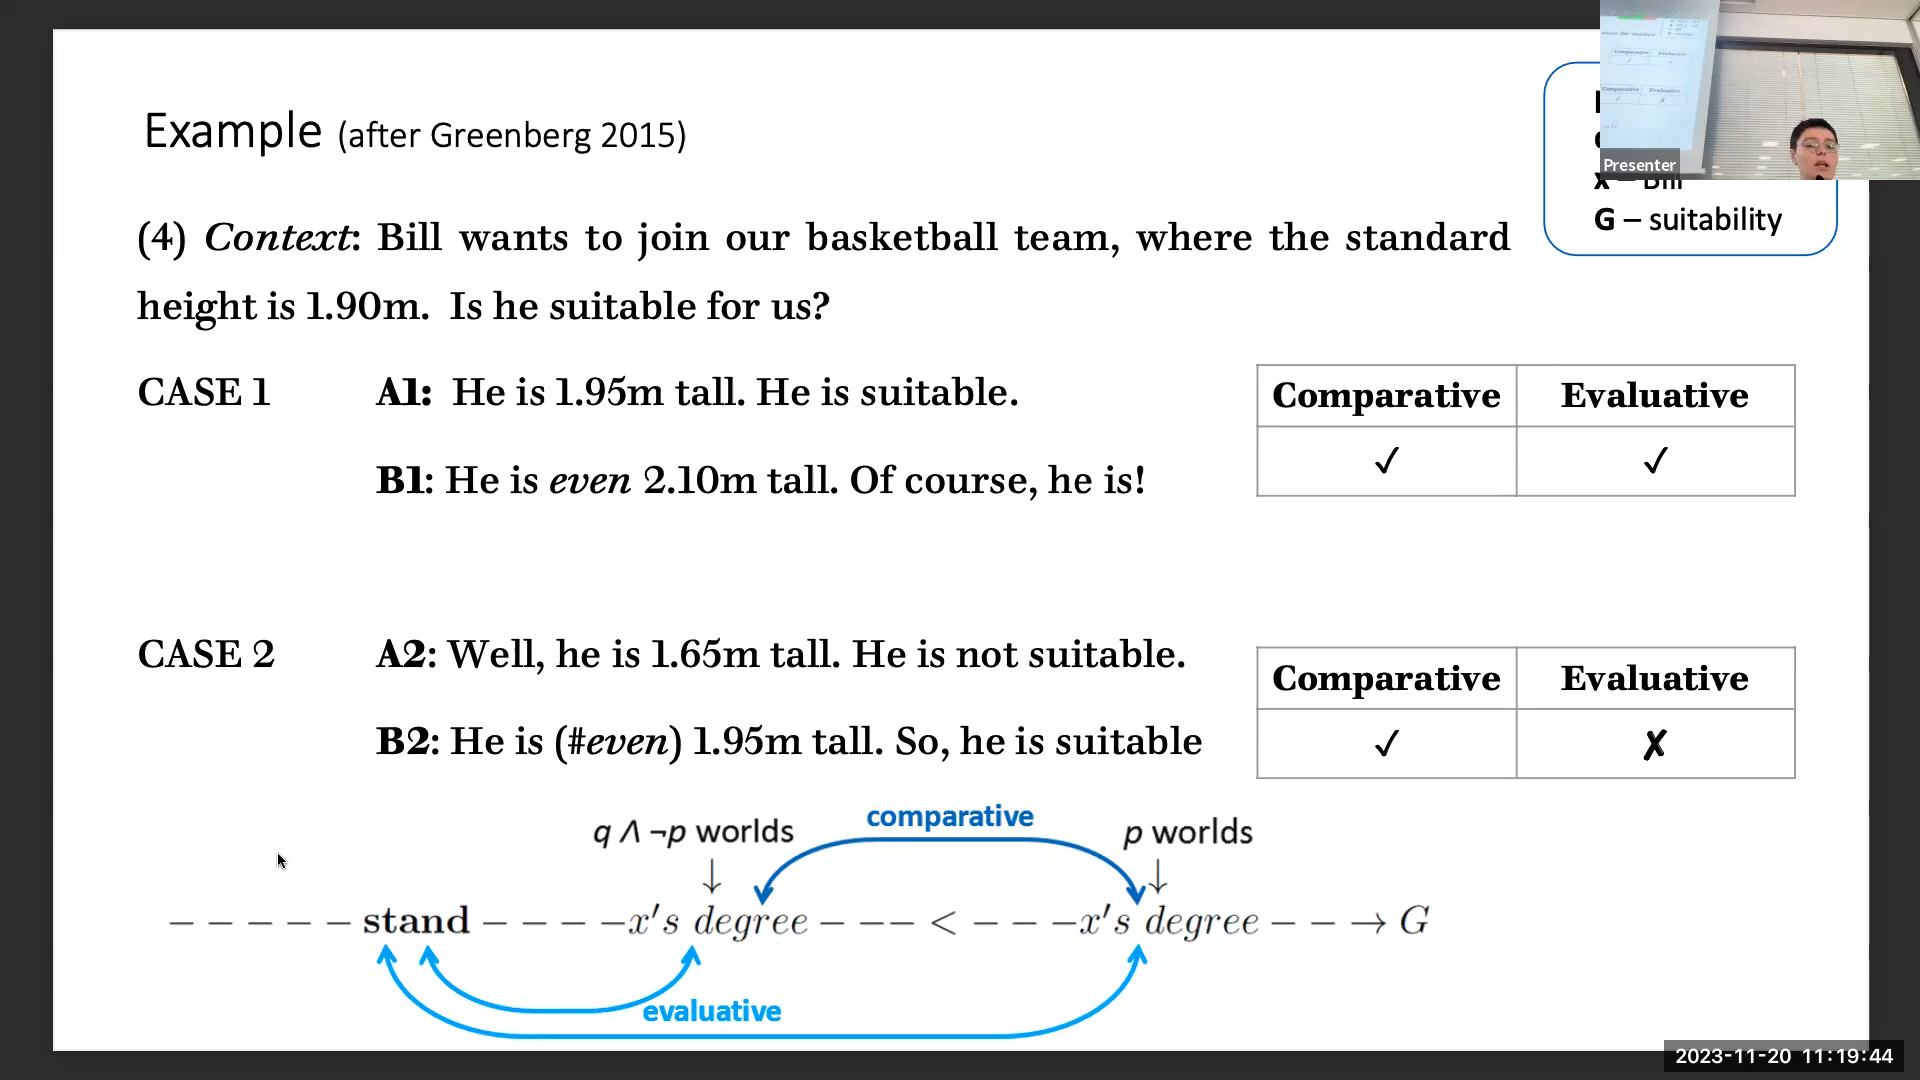 Example (after Greenberg 2015)
Presenter
x – Bill
G – suitability
(4) Context: Bill wants to join our basketball team, where the standard
height is 1.90m. Is he suitable for us?
CASE 1 A1: He is 1.95m tall. He is suitable.
B1: He is even 2.10m tall. Of course, he is!
Comparative Evaluative
✓ ✓
CASE 2 A2: Well, he is 1.65m tall. He is not suitable.
B2: He is (#even) 1.95m tall. So, he is suitable
Comparative Evaluative
✓ ✗
comparative
q ∧ ¬p worlds p worlds
↓ ↓
– – – – – stand – – – –x's degree – – – < – – –x's degree – – → G
evaluative
2023-11-20 11:19:44